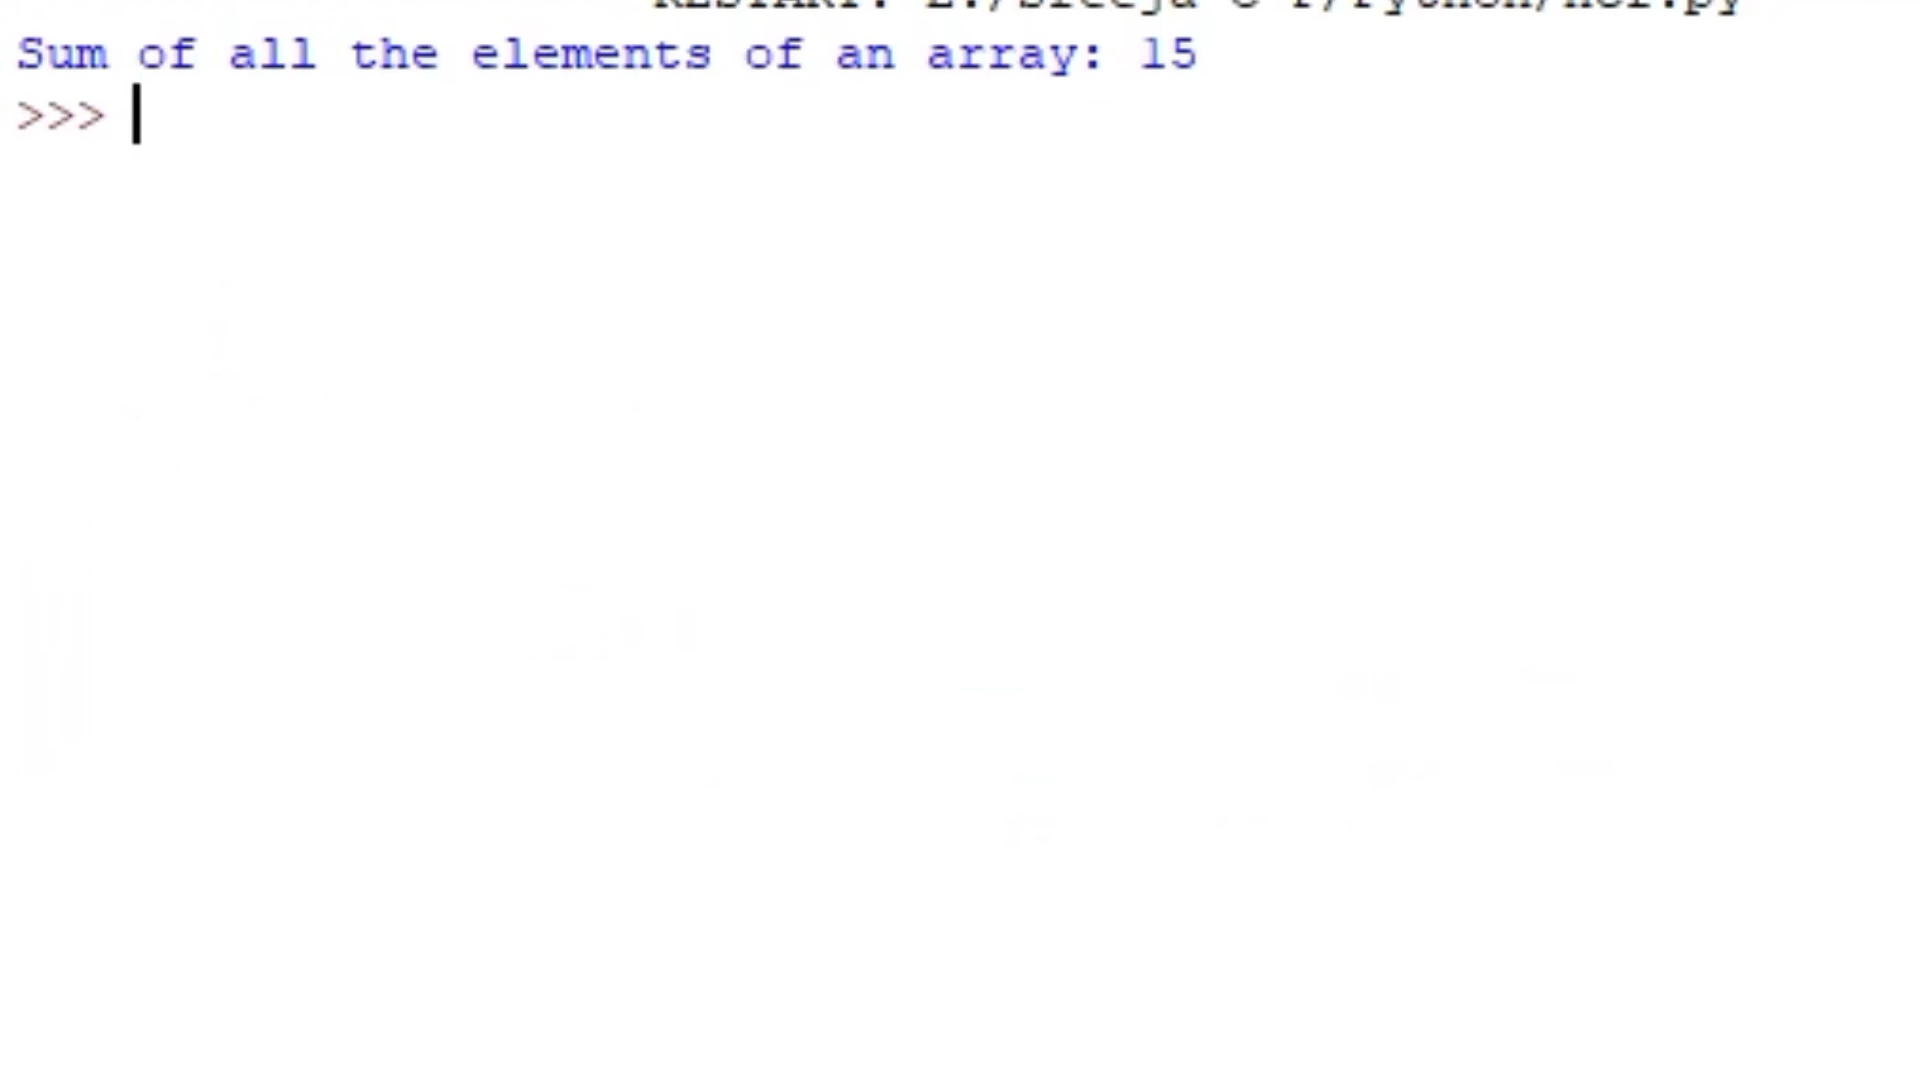 Sum of all the elements of an array: 15
>>>